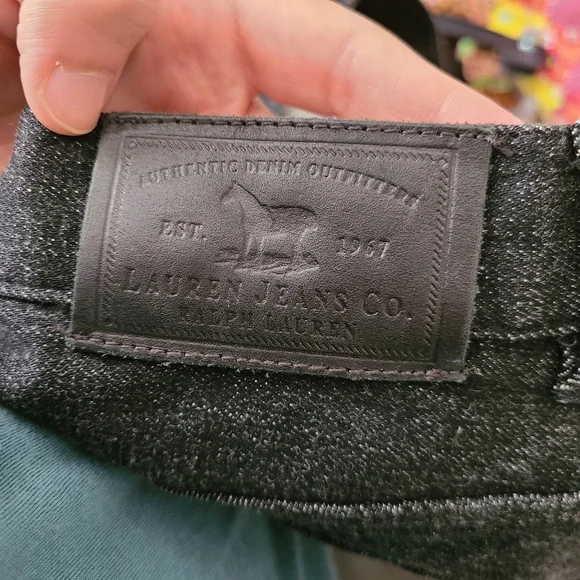 AUTHENTIC DENIM OUTFITTERS
EST. 1967
LAUREN JEANS CO.
RALPH LAUREN